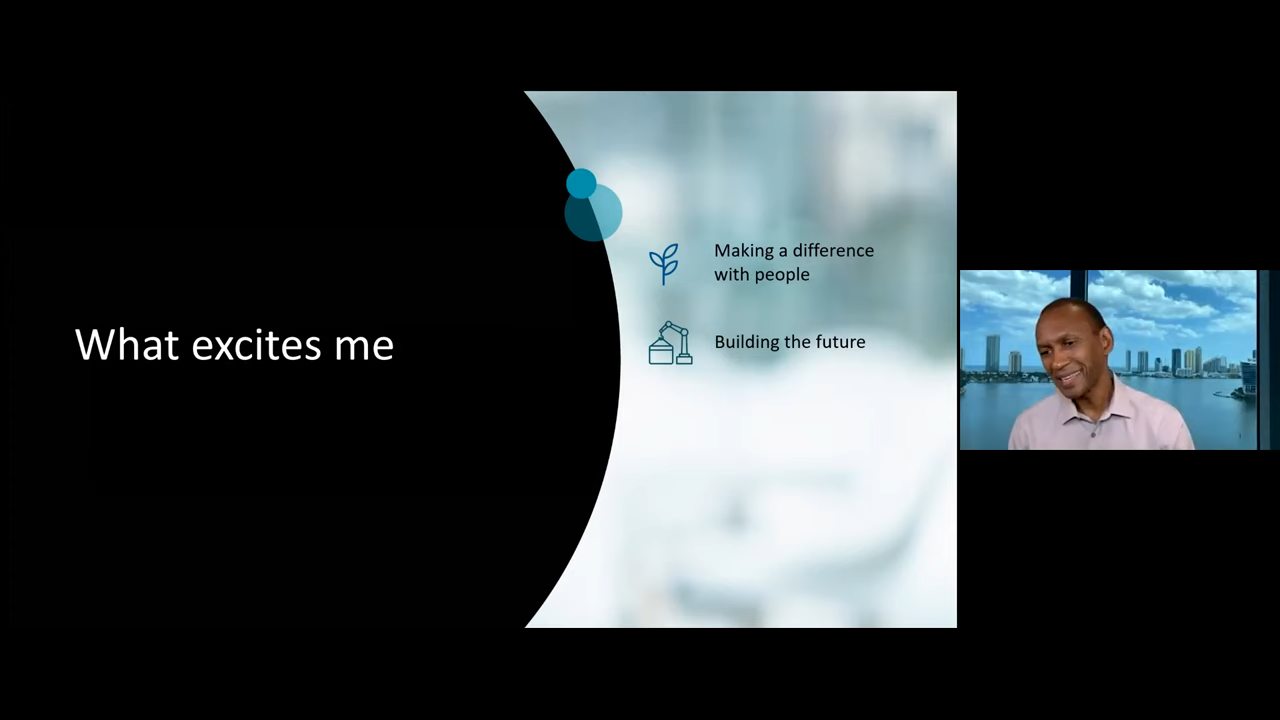 What excites me
Making a difference
with people
Building the future